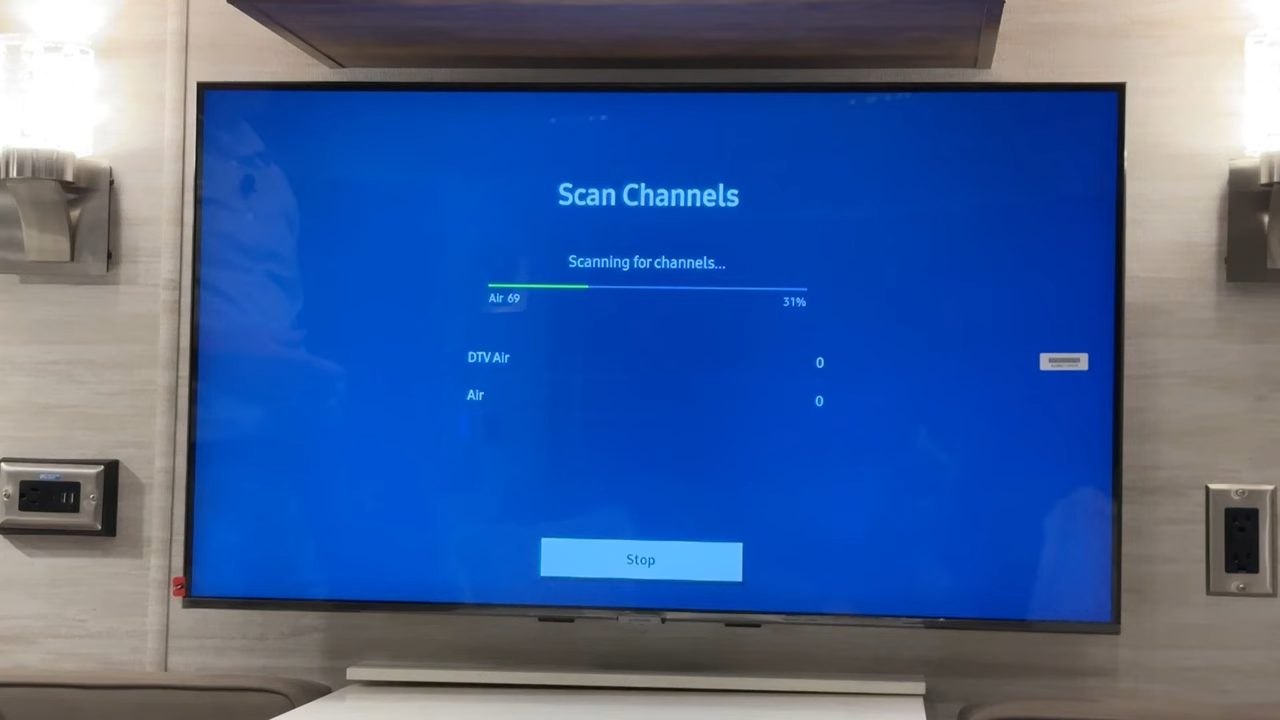 Scan Channels
Scanning for channels...
Air 69 31%
DTV Air 0
Air 0
Stop